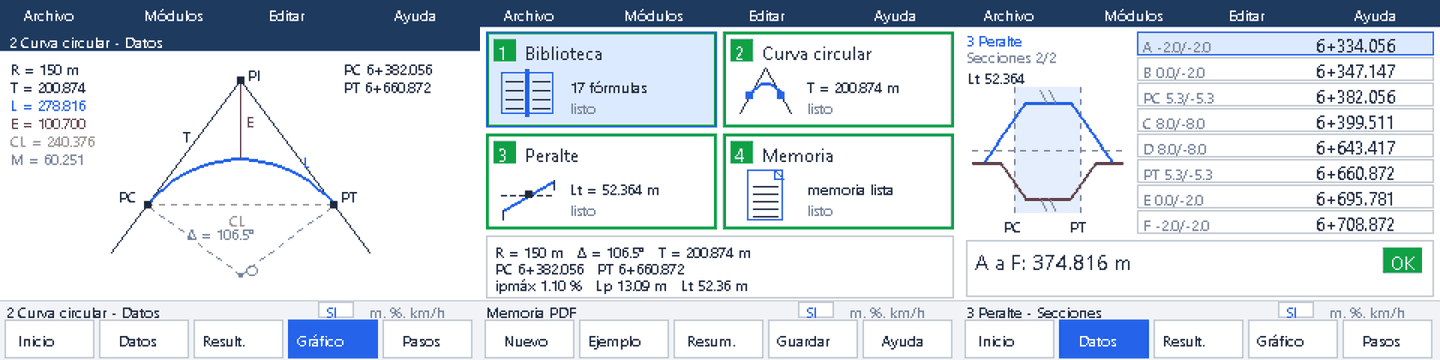 Archivo Módulos Editar Ayuda
2 Curva circular - Datos
R = 150 m
T = 200.874
L = 278.816
E = 100.700
CL = 240.376
M = 60.251
PC 6+382.056
PT 6+660.872
PI
T
E
L
PC
PT
CL
Δ = 106.5°
O
2 Curva circular - Datos SI m. %. km/h
Inicio Datos Result. Gráfico Pasos
Archivo Módulos Editar Ayuda
1 Biblioteca
17 fórmulas
listo
2 Curva circular
T = 200.874 m
listo
3 Peralte
Lt = 52.364 m
listo
4 Memoria
memoria lista
listo
R = 150 m Δ = 106.5° T = 200.874 m
PC 6+382.056 PT 6+660.872
ipmáx 1.10 % Lp 13.09 m Lt 52.36 m
Memoria PDF SI m. %. km/h
Nuevo Ejemplo Resum. Guardar Ayuda
Archivo Módulos Editar Ayuda
3 Peralte
Secciones 2/2
Lt 52.364
PC PT
A -2.0/-2.0 6+334.056
B 0.0/-2.0 6+347.147
PC 5.3/-5.3 6+382.056
C 8.0/-8.0 6+399.511
D 8.0/-8.0 6+643.417
PT 5.3/-5.3 6+660.872
E 0.0/-2.0 6+695.781
F -2.0/-2.0 6+708.872
A a F: 374.816 m OK
3 Peralte - Secciones SI m. %. km/h
Inicio Datos Result. Gráfico Pasos